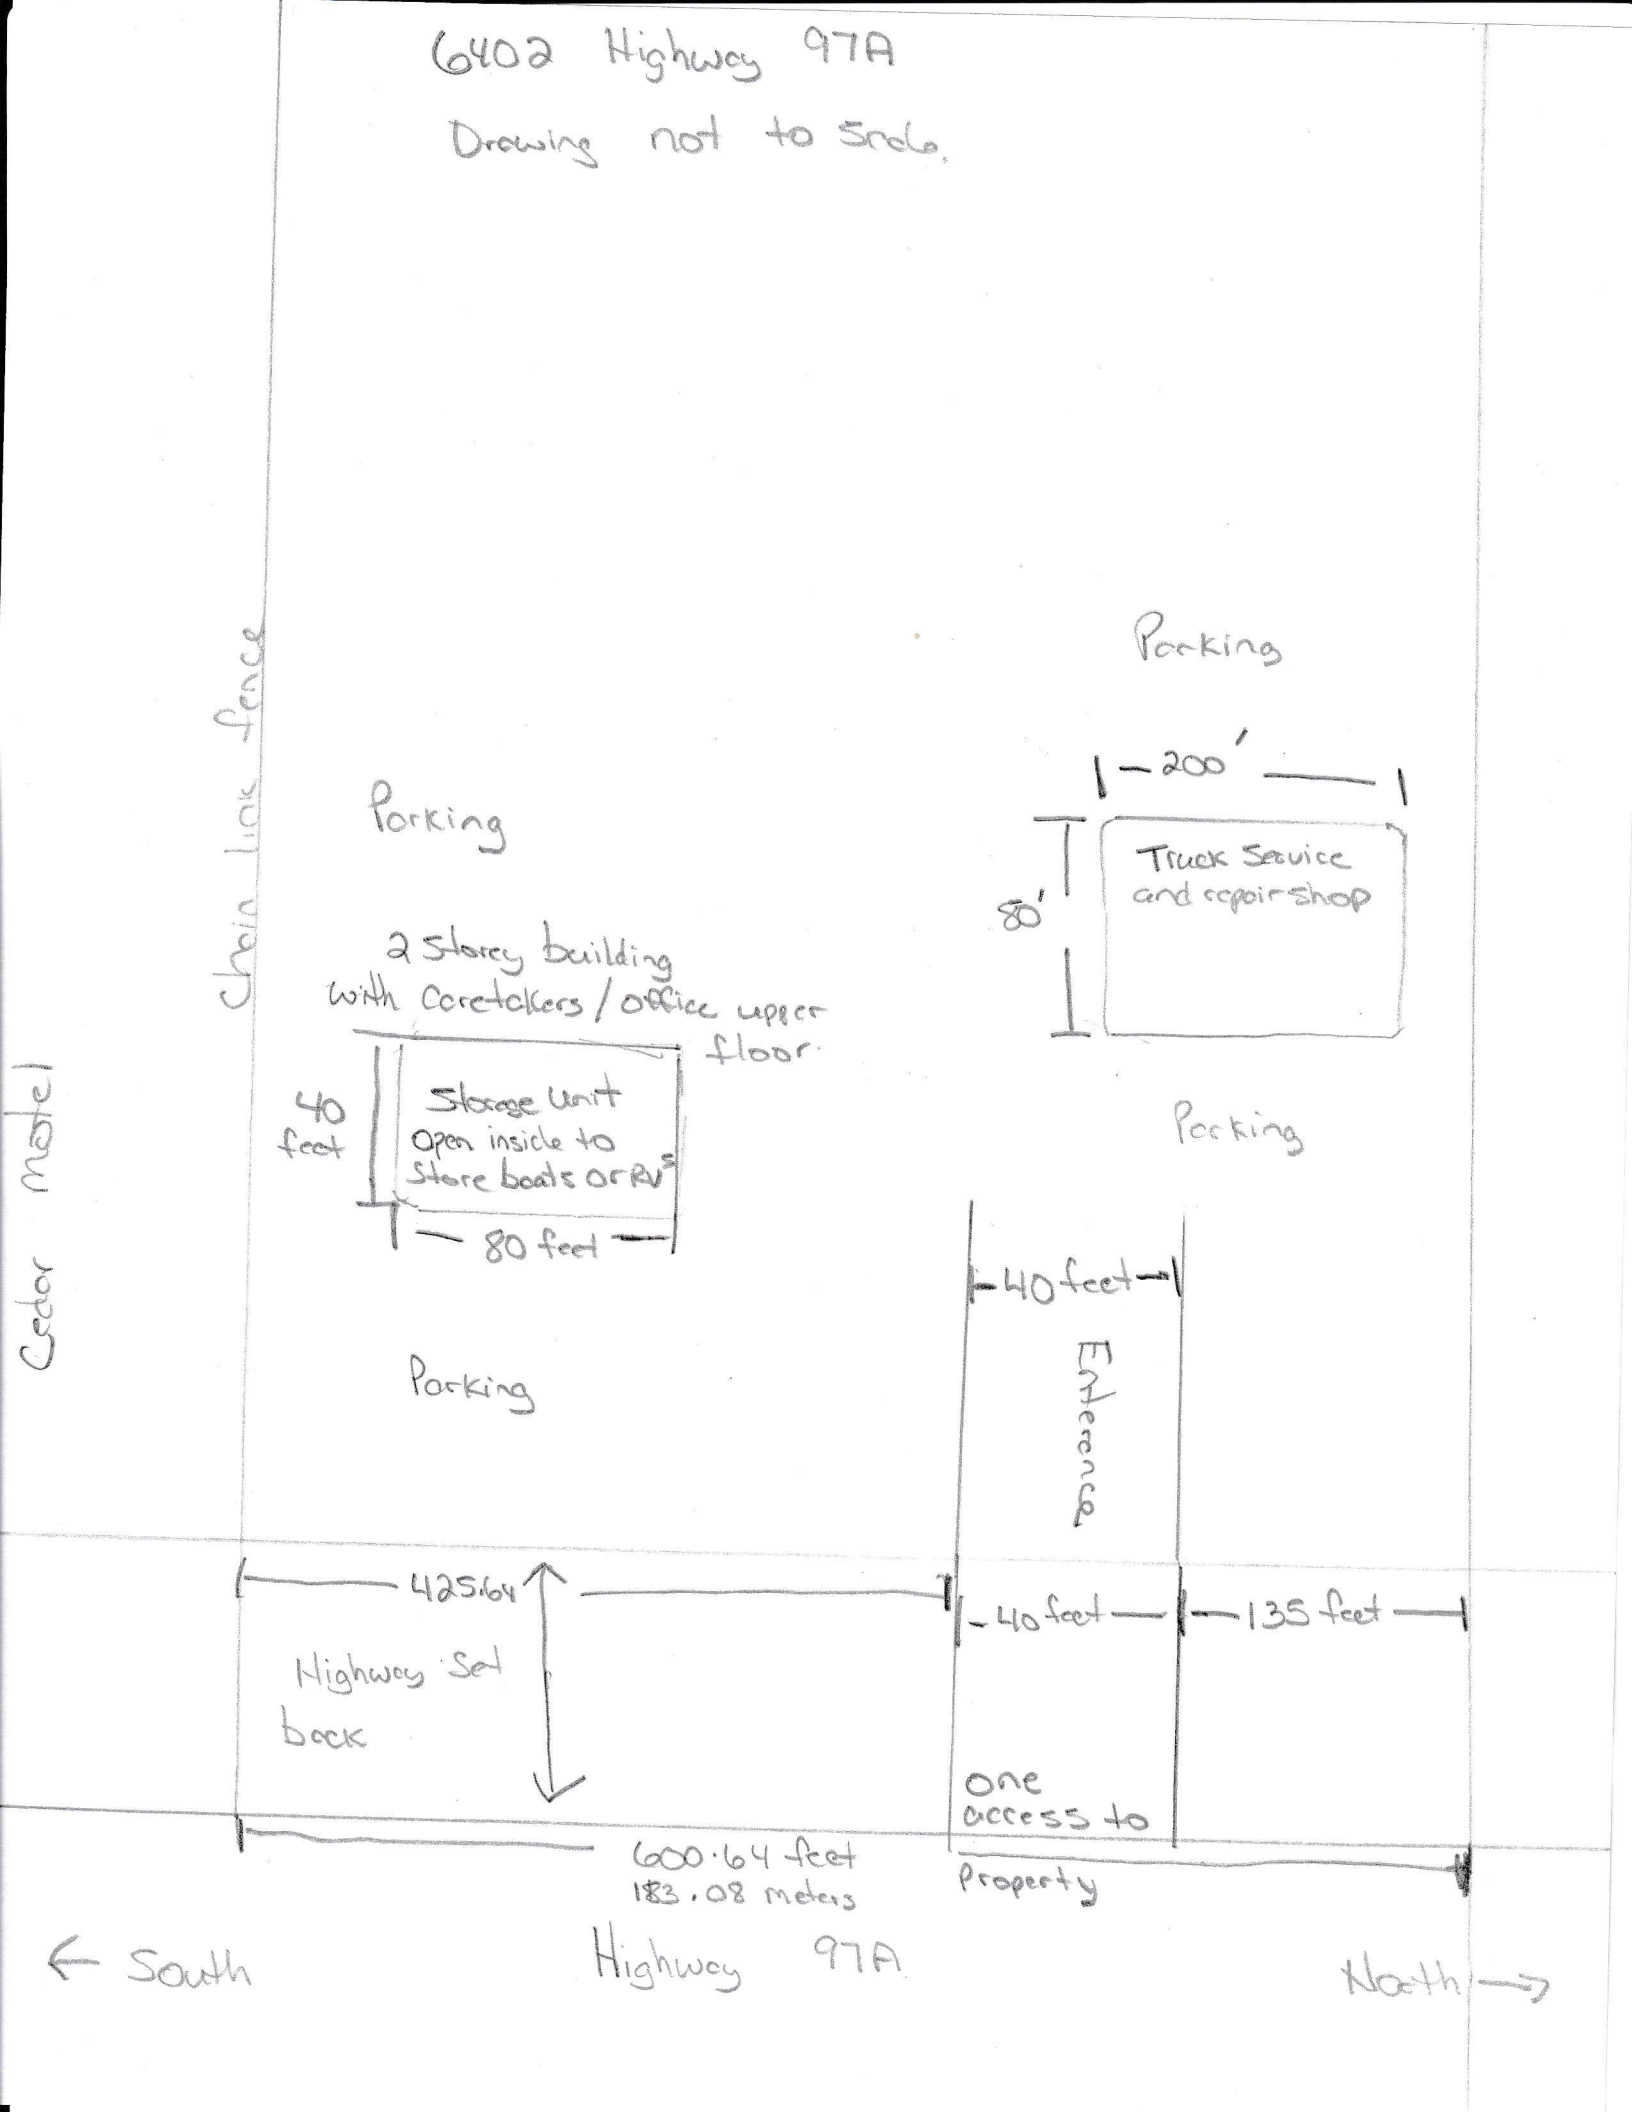 6402 Highway 97A
Drawing not to Scale.
Parking
200'
Parking
Truck Service
and repair shop
80'
Chain link fence
2 Storey building
with Caretakers / office upper
floor.
Storage Unit
Open inside to
Store boats or RVs
40
feet
80 feet
Parking
Cedar Motel
40 feet
Enterance
Parking
425.64
40 feet
135 feet
Highway Set
back
one
access to
Property
600.64 feet
183.08 meters
← South
Highway 97A
North →